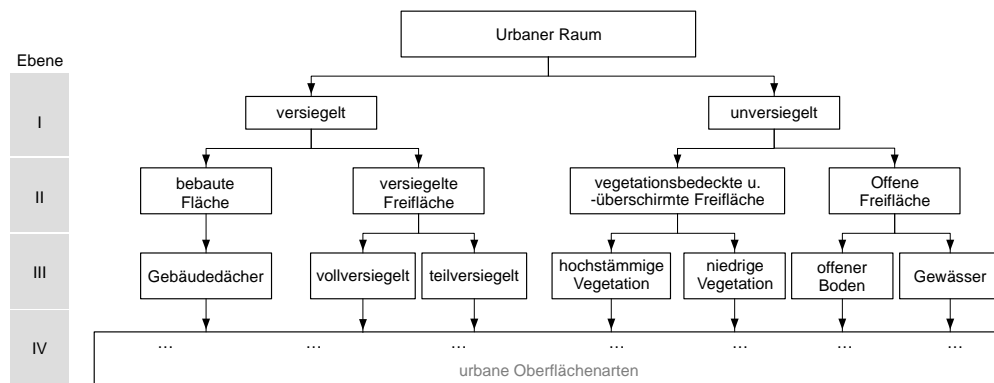 Urbaner Raum
Ebene
I
versiegelt
unversiegelt
II
bebaute
Fläche
versiegelte
Freifläche
vegetationsbedeckte u.
-überschirmte Freifläche
Offene
Freifläche
III
Gebäudedächer
vollversiegelt
teilversiegelt
hochstämmige
Vegetation
niedrige
Vegetation
offener
Boden
Gewässer
IV
... ... ... ... ... ... ...
urbane Oberflächenarten